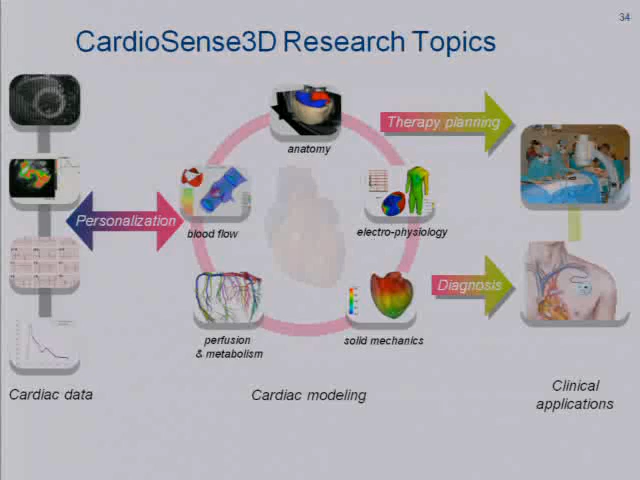 34
CardioSense3D Research Topics
Therapy planning
anatomy
Personalization
blood flow
electro-physiology
Diagnosis
perfusion
& metabolism
solid mechanics
Cardiac data
Cardiac modeling
Clinical
applications